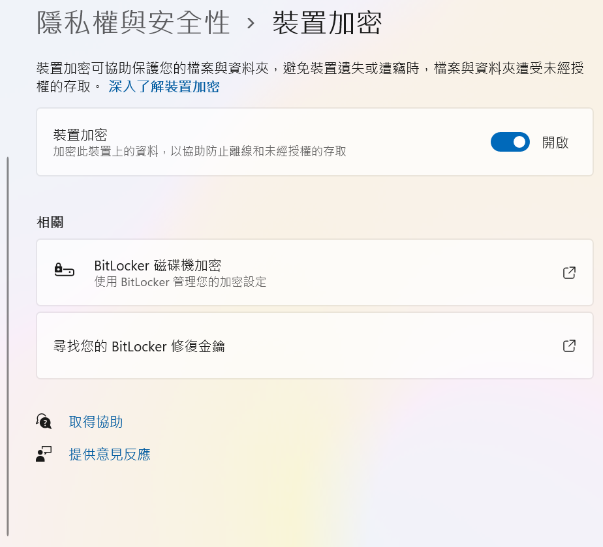 隱私權與安全性 › 裝置加密
裝置加密可協助保護您的檔案與資料夾，避免裝置遺失或遭竊時，檔案與資料夾遭受未經授
權的存取。 深入了解裝置加密
裝置加密
加密此裝置上的資料，以協助防止離線和未經授權的存取
開啟
相關
BitLocker 磁碟機加密
使用 BitLocker 管理您的加密設定
尋找您的 BitLocker 修復金鑰
取得協助
提供意見反應